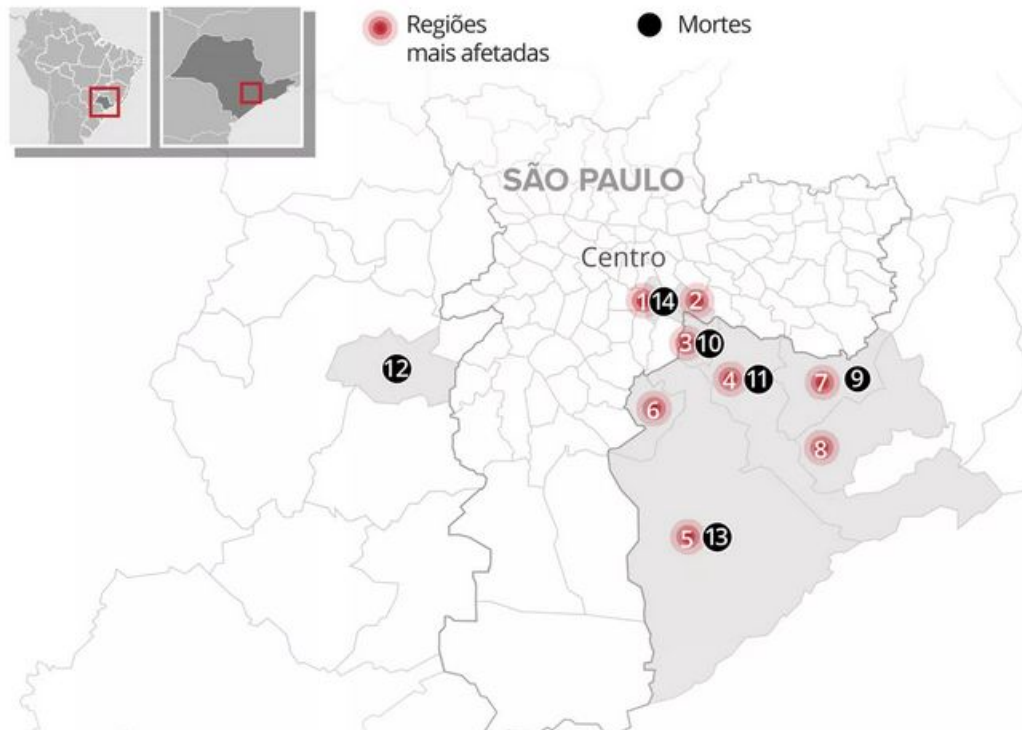 Regiões
mais afetadas
Mortes
SÃO PAULO
Centro
1 14 2
3 10
12
4 11 7 9
6
8
5 13